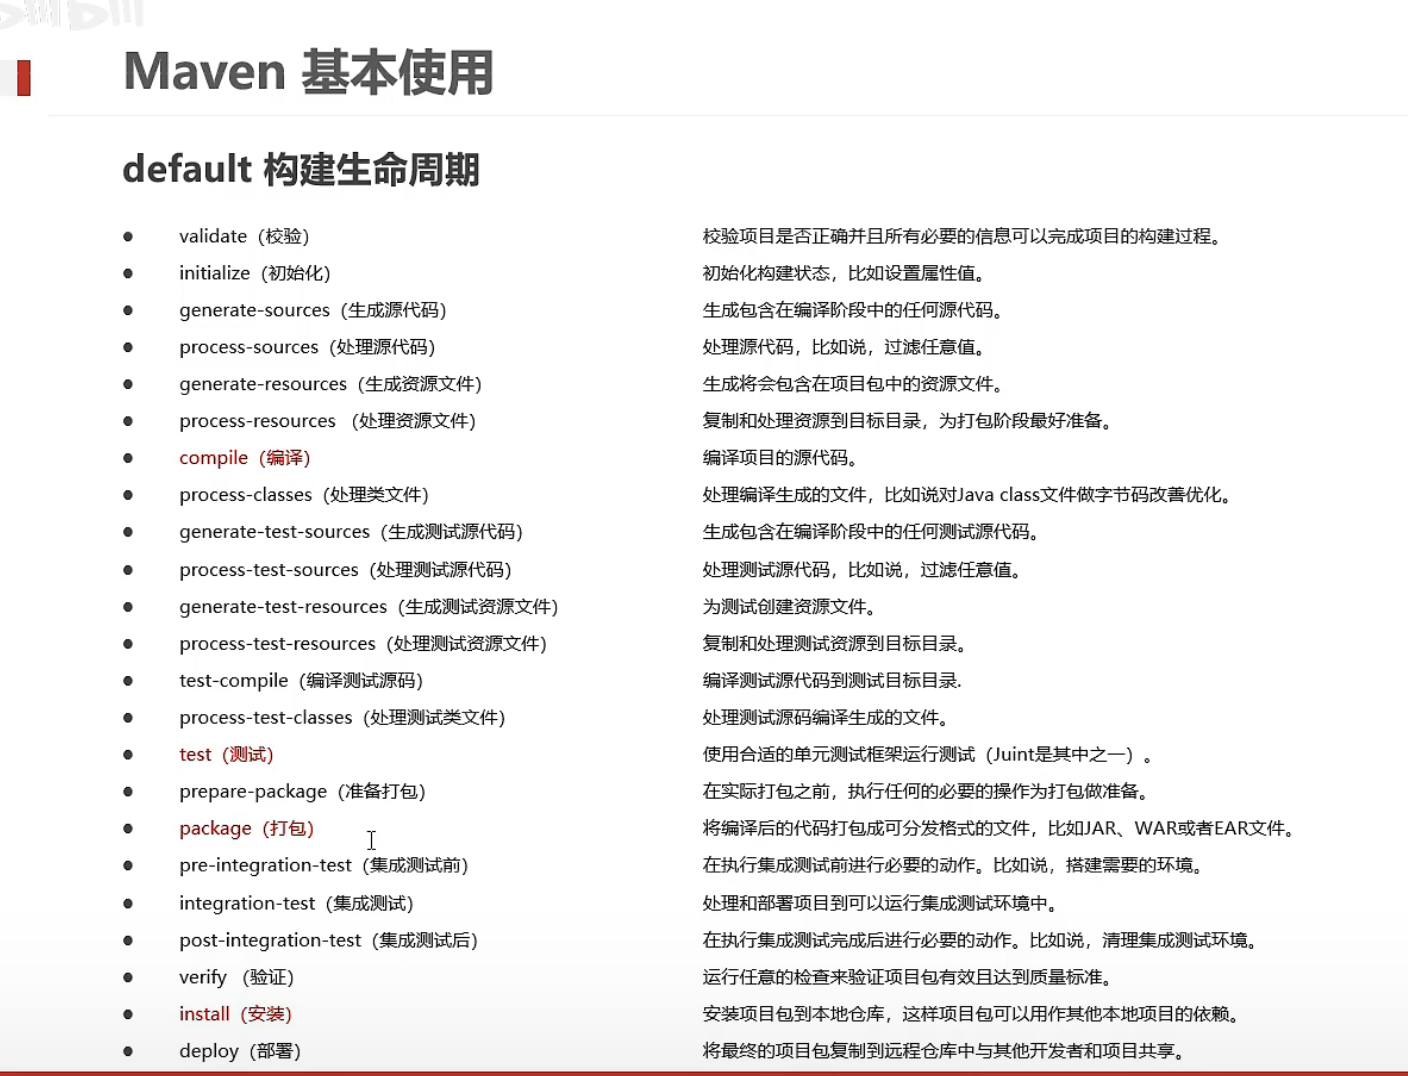 Maven 基本使用
default 构建生命周期
● validate（校验） 校验项目是否正确并且所有必要的信息可以完成项目的构建过程。
● initialize（初始化） 初始化构建状态，比如设置属性值。
● generate-sources（生成源代码） 生成包含在编译阶段中的任何源代码。
● process-sources（处理源代码） 处理源代码，比如说，过滤任意值。
● generate-resources（生成资源文件） 生成将会包含在项目包中的资源文件。
● process-resources （处理资源文件） 复制和处理资源到目标目录，为打包阶段最好准备。
● compile（编译） 编译项目的源代码。
● process-classes（处理类文件） 处理编译生成的文件，比如说对Java class文件做字节码改善优化。
● generate-test-sources（生成测试源代码） 生成包含在编译阶段中的任何测试源代码。
● process-test-sources（处理测试源代码） 处理测试源代码，比如说，过滤任意值。
● generate-test-resources（生成测试资源文件） 为测试创建资源文件。
● process-test-resources（处理测试资源文件） 复制和处理测试资源到目标目录。
● test-compile（编译测试源码） 编译测试源代码到测试目标目录.
● process-test-classes（处理测试类文件） 处理测试源码编译生成的文件。
● test（测试） 使用合适的单元测试框架运行测试（Juint是其中之一）。
● prepare-package（准备打包） 在实际打包之前，执行任何的必要的操作为打包做准备。
● package（打包） 将编译后的代码打包成可分发格式的文件，比如JAR、WAR或者EAR文件。
● pre-integration-test（集成测试前） 在执行集成测试前进行必要的动作。比如说，搭建需要的环境。
● integration-test（集成测试） 处理和部署项目到可以运行集成测试环境中。
● post-integration-test（集成测试后） 在执行集成测试完成后进行必要的动作。比如说，清理集成测试环境。
● verify （验证） 运行任意的检查来验证项目包有效且达到质量标准。
● install（安装） 安装项目包到本地仓库，这样项目包可以用作其他本地项目的依赖。
● deploy（部署） 将最终的项目包复制到远程仓库中与其他开发者和项目共享。